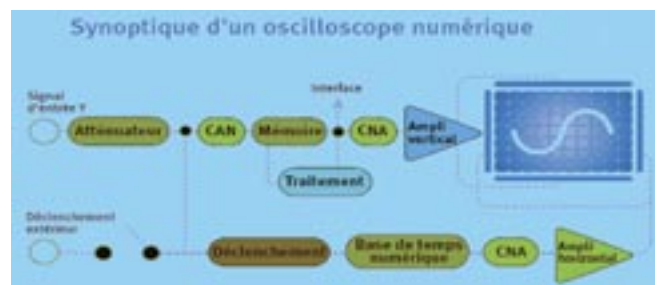 Synoptique d'un oscilloscope numérique
Signal
d'entrée Y
Interface
Atténuateur
CAN
Mémoire
CNA
Ampli
vertical
Traitement
Déclenchement
extérieur
Déclenchement
Base de temps
numérique
CNA
Ampli
horizontal